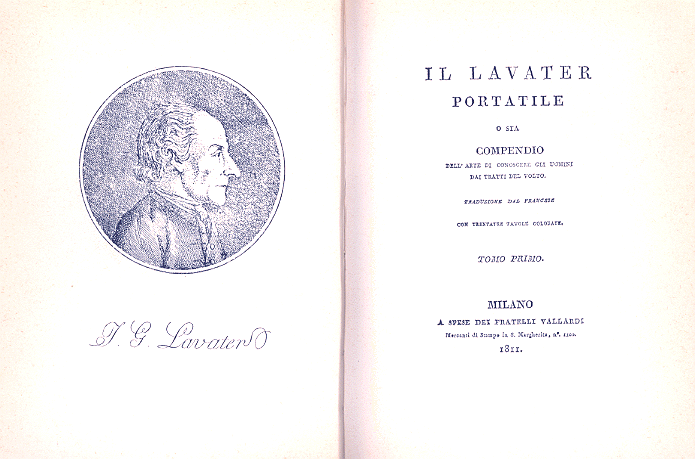 J. G. Lavater
IL LAVATER
PORTATILE
O SIA
COMPENDIO
DELL'ARTE DI CONOSCERE GLI UOMINI
DAI TRATTI DEL VOLTO.
TRADUZIONE DAL FRANCESE
CON TRENTATRE TAVOLE COLORATE.
TOMO PRIMO.
MILANO
A SPESE DEI FRATELLI VALLARDI
Mercanti di Stampe in S. Margherita, n°. 1101.
1811.